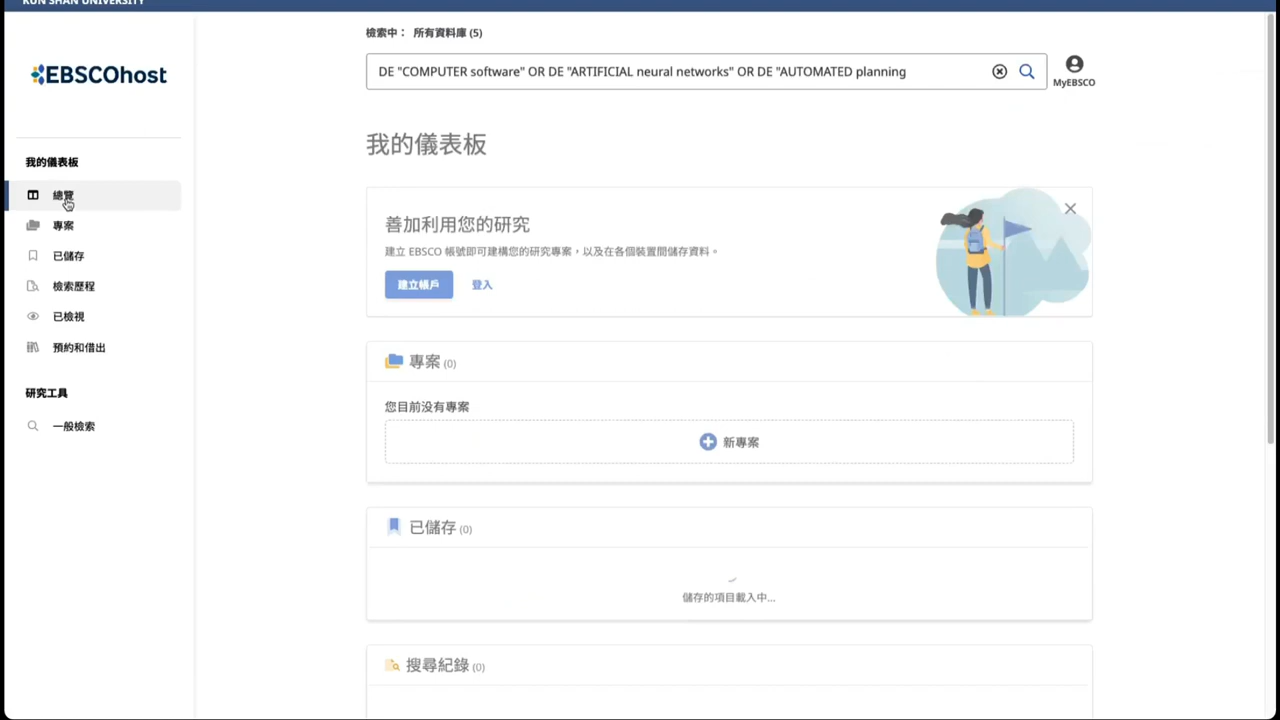 KUN SHAN UNIVERSITY
檢索中： 所有資料庫 (5)
EBSCOhost
DE "COMPUTER software" OR DE "ARTIFICIAL neural networks" OR DE "AUTOMATED planning
MyEBSCO
我的儀表板
我的儀表板
總覽
專案
已儲存
檢索歷程
已檢視
預約和借出
研究工具
一般檢索
善加利用您的研究
建立 EBSCO 帳號即可建構您的研究專案，以及在各個裝置間儲存資料。
建立帳戶 登入
專案 (0)
您目前没有專案
新專案
已儲存 (0)
儲存的項目載入中...
搜尋紀錄 (0)